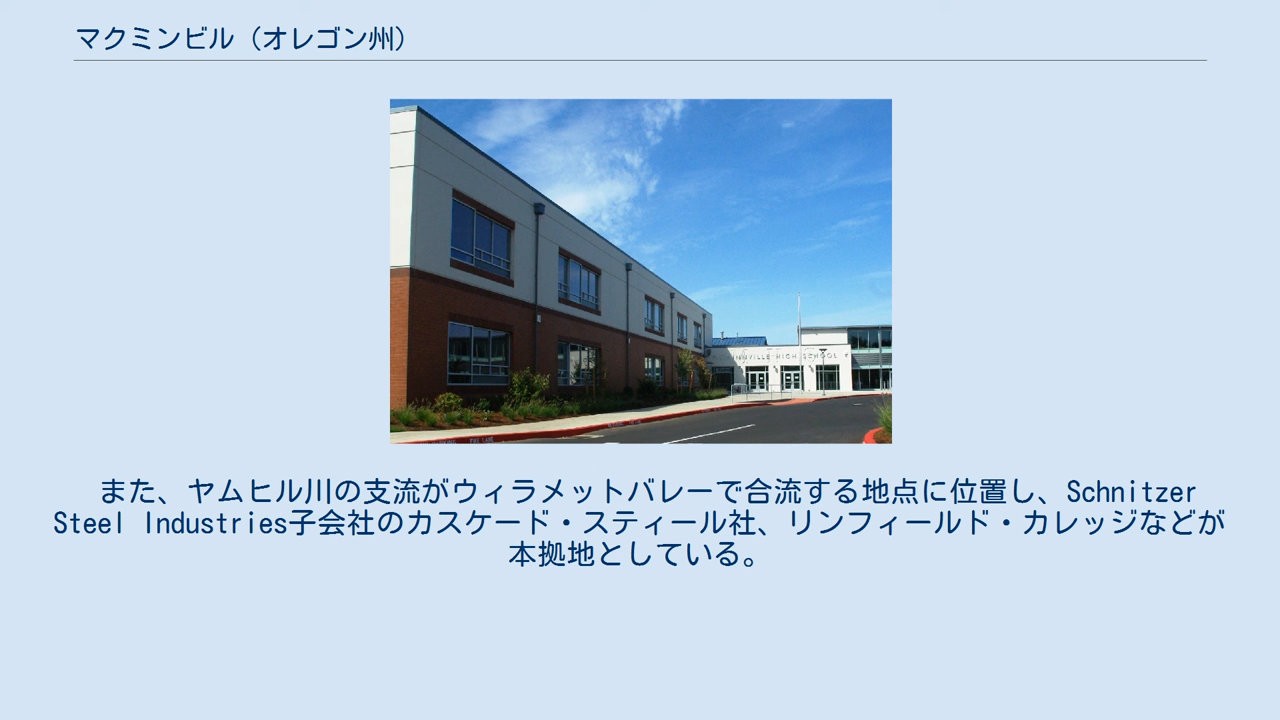 マクミンビル（オレゴン州）
HIGH SCHOOL
また、ヤムヒル川の支流がウィラメットバレーで合流する地点に位置し、Schnitzer
Steel Industries子会社のカスケード・スティール社、リンフィールド・カレッジなどが
本拠地としている。